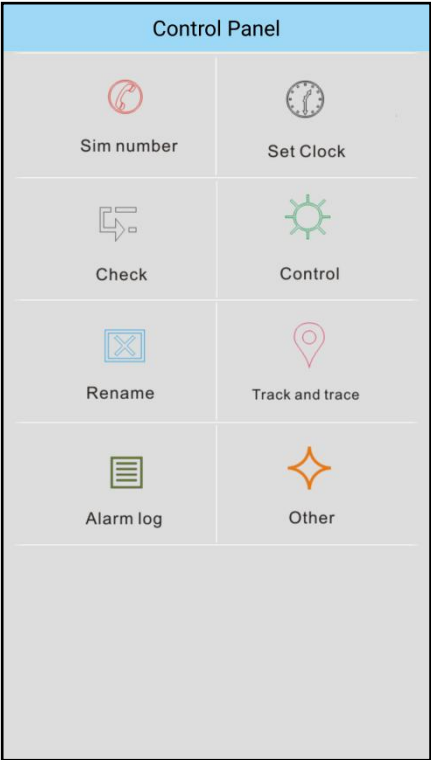 Control Panel
Sim number
Set Clock
Check
Control
Rename
Track and trace
Alarm log
Other